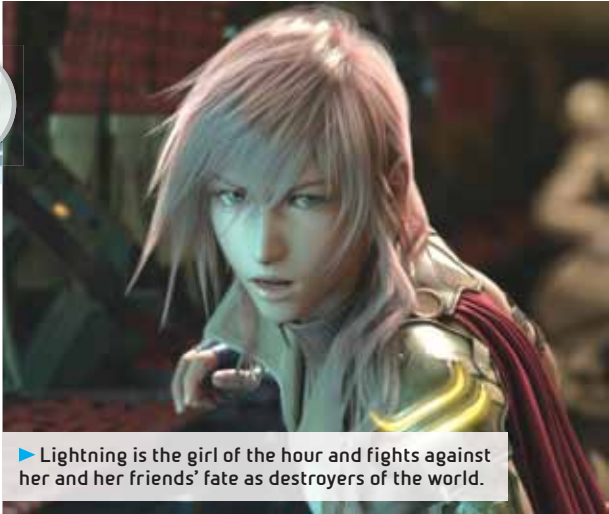 ► Lightning is the girl of the hour and fights against
her and her friends' fate as destroyers of the world.